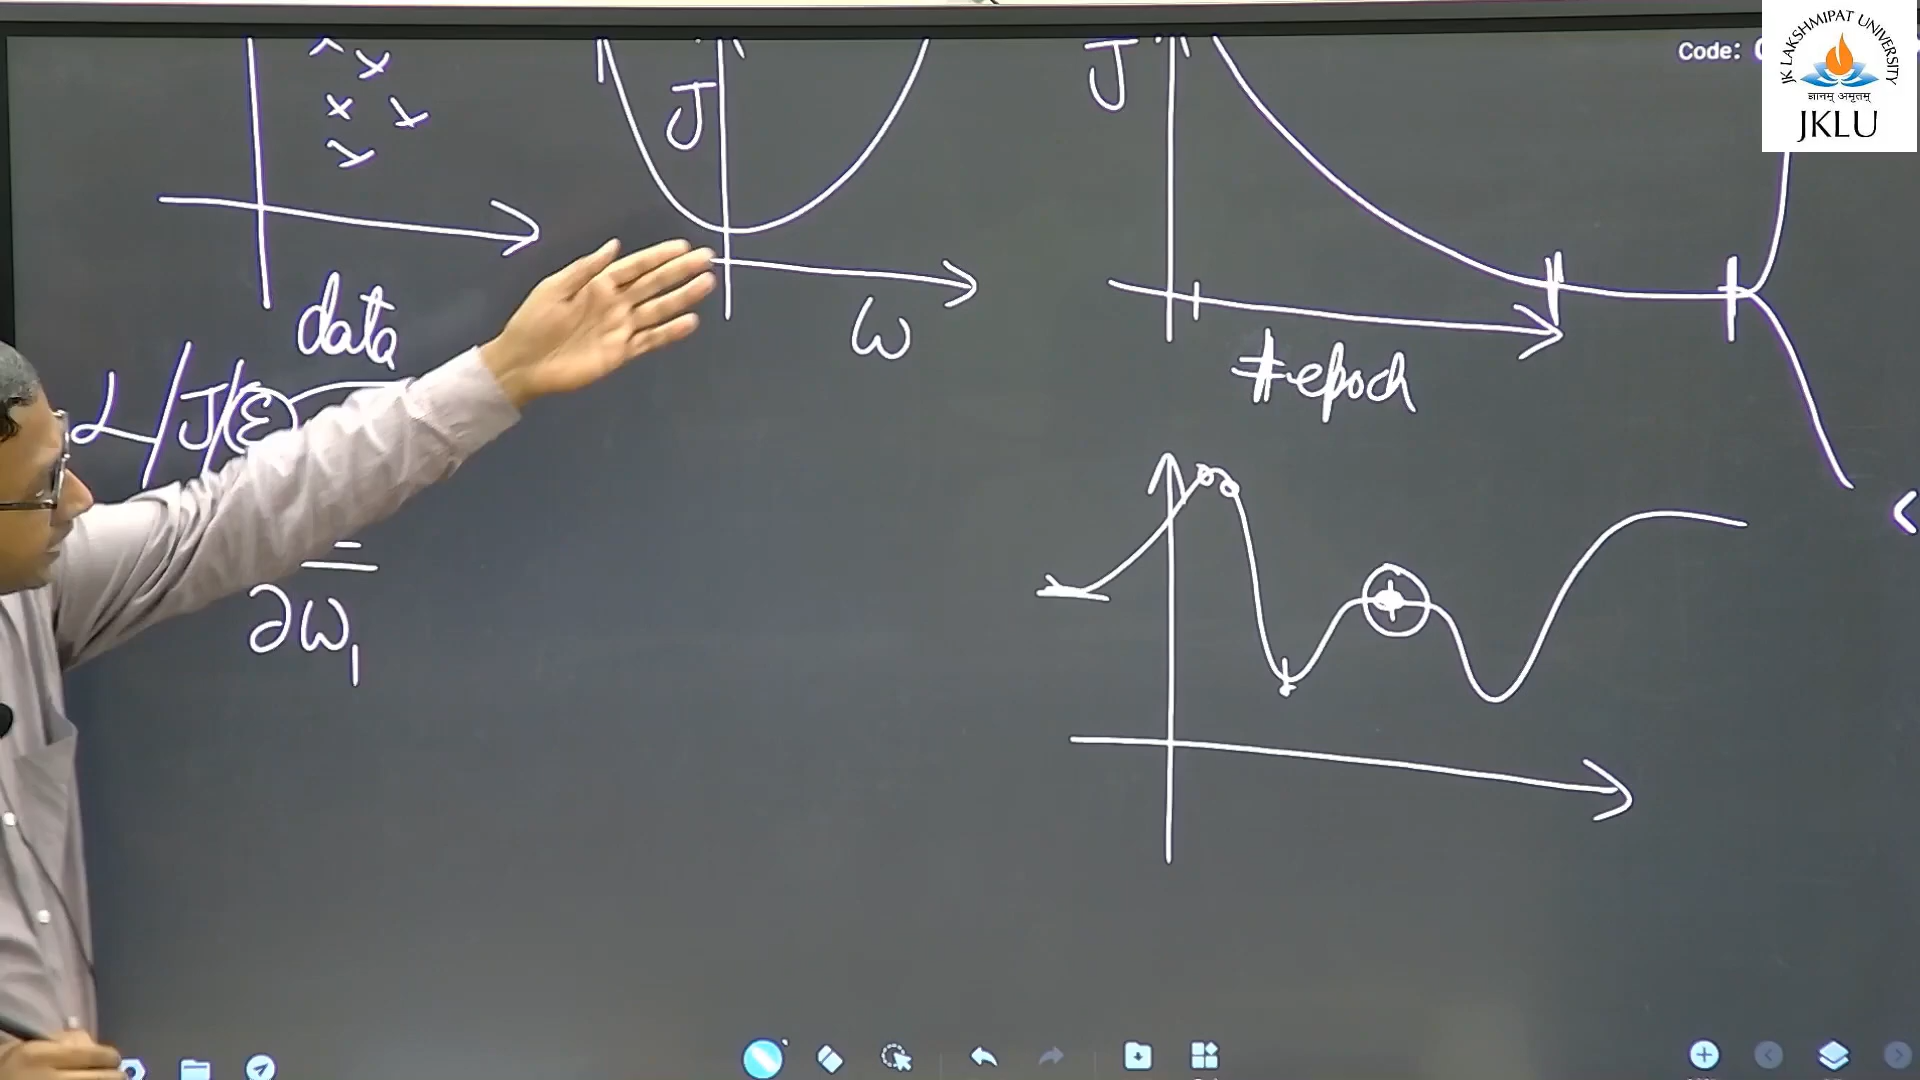 Code:
JK LAKSHMIPAT UNIVERSITY
ज्ञानम् अमृतम्
JKLU
J
J
ω
#epoch
data
L/J/ε
∂ω₁